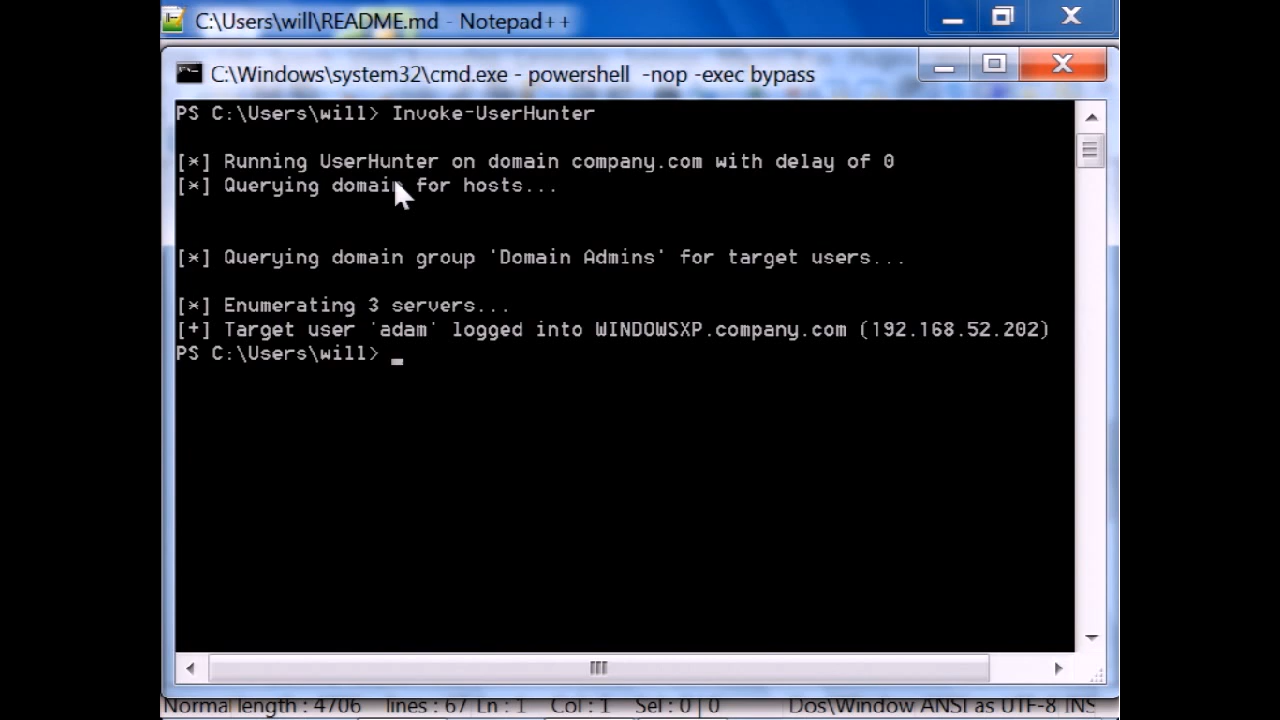 C:\Users\will\README.md - Notepad++
C:\Windows\system32\cmd.exe - powershell  -nop -exec bypass
PS C:\Users\will> Invoke-UserHunter
[*] Running UserHunter on domain company.com with delay of 0
[*] Querying domain for hosts...
[*] Querying domain group 'Domain Admins' for target users...
[*] Enumerating 3 servers...
[+] Target user 'adam' logged into WINDOWSXP.company.com (192.168.52.202)
PS C:\Users\will>
Norma length : 4706 lines : 67 Ln : 1 Col : 1 Sel : 0 | 0 Dos\Window ANSI as UTF-8 INS